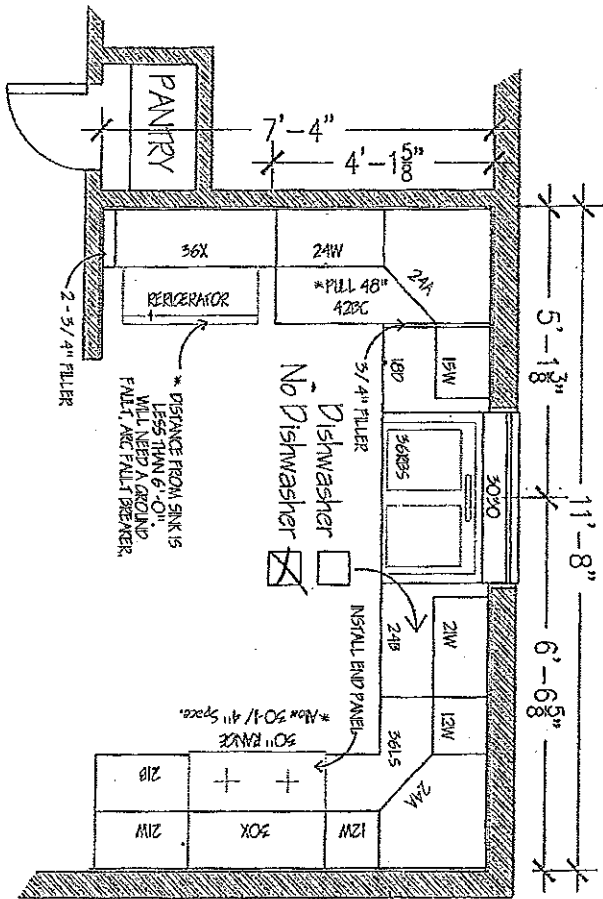 PANTRY
7'-4"
4'-1 5/8"
5'-1 3/8"
11'-8"
6'-6 5/8"
36X
24W
24A
REFRIDERATOR
*PULL 48"
42BC
18D
15W
3/4" FILLER
2-3/4" FILLER
* DISTANCE FROM SINK IS
LESS THAN 6'-0".
WILL NEED A GROUND
FAULT, ARC FAULT BREAKER.
36RBS
Dishwasher
No Dishwasher
24B
21W
12W
36LS
24A
INSTALL END PANEL
*Allow 30-1/4" Space.
30" RANGE
21B
21W
30X
12W